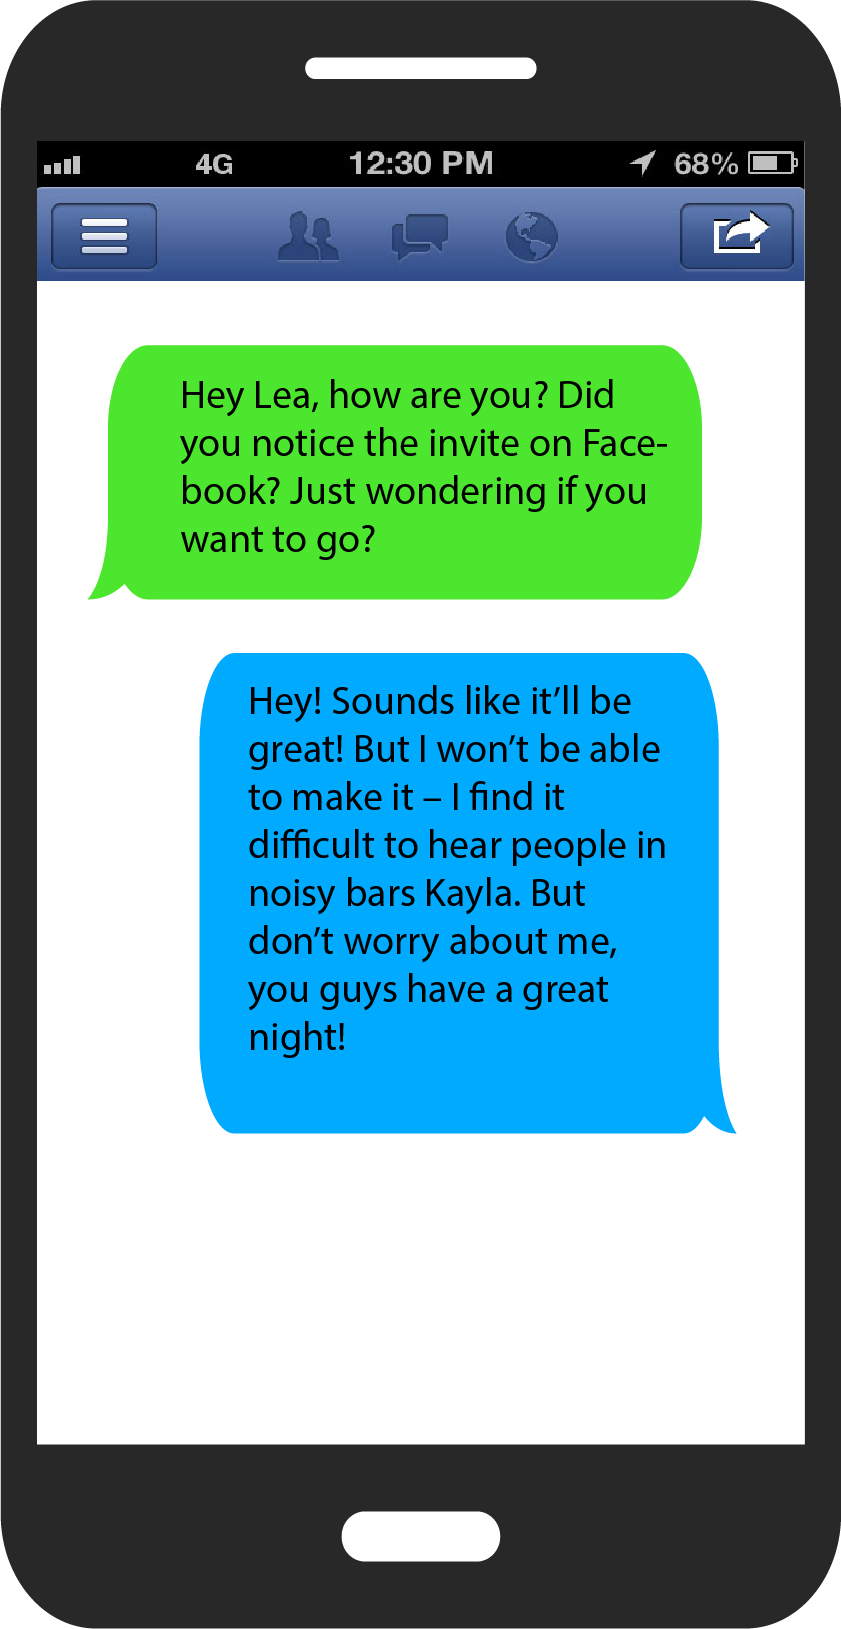 4G 12:30 PM 68%
Hey Lea, how are you? Did
you notice the invite on Face-
book? Just wondering if you
want to go?
Hey! Sounds like it’ll be
great! But I won’t be able
to make it – I find it
difficult to hear people in
noisy bars Kayla. But
don’t worry about me,
you guys have a great
night!